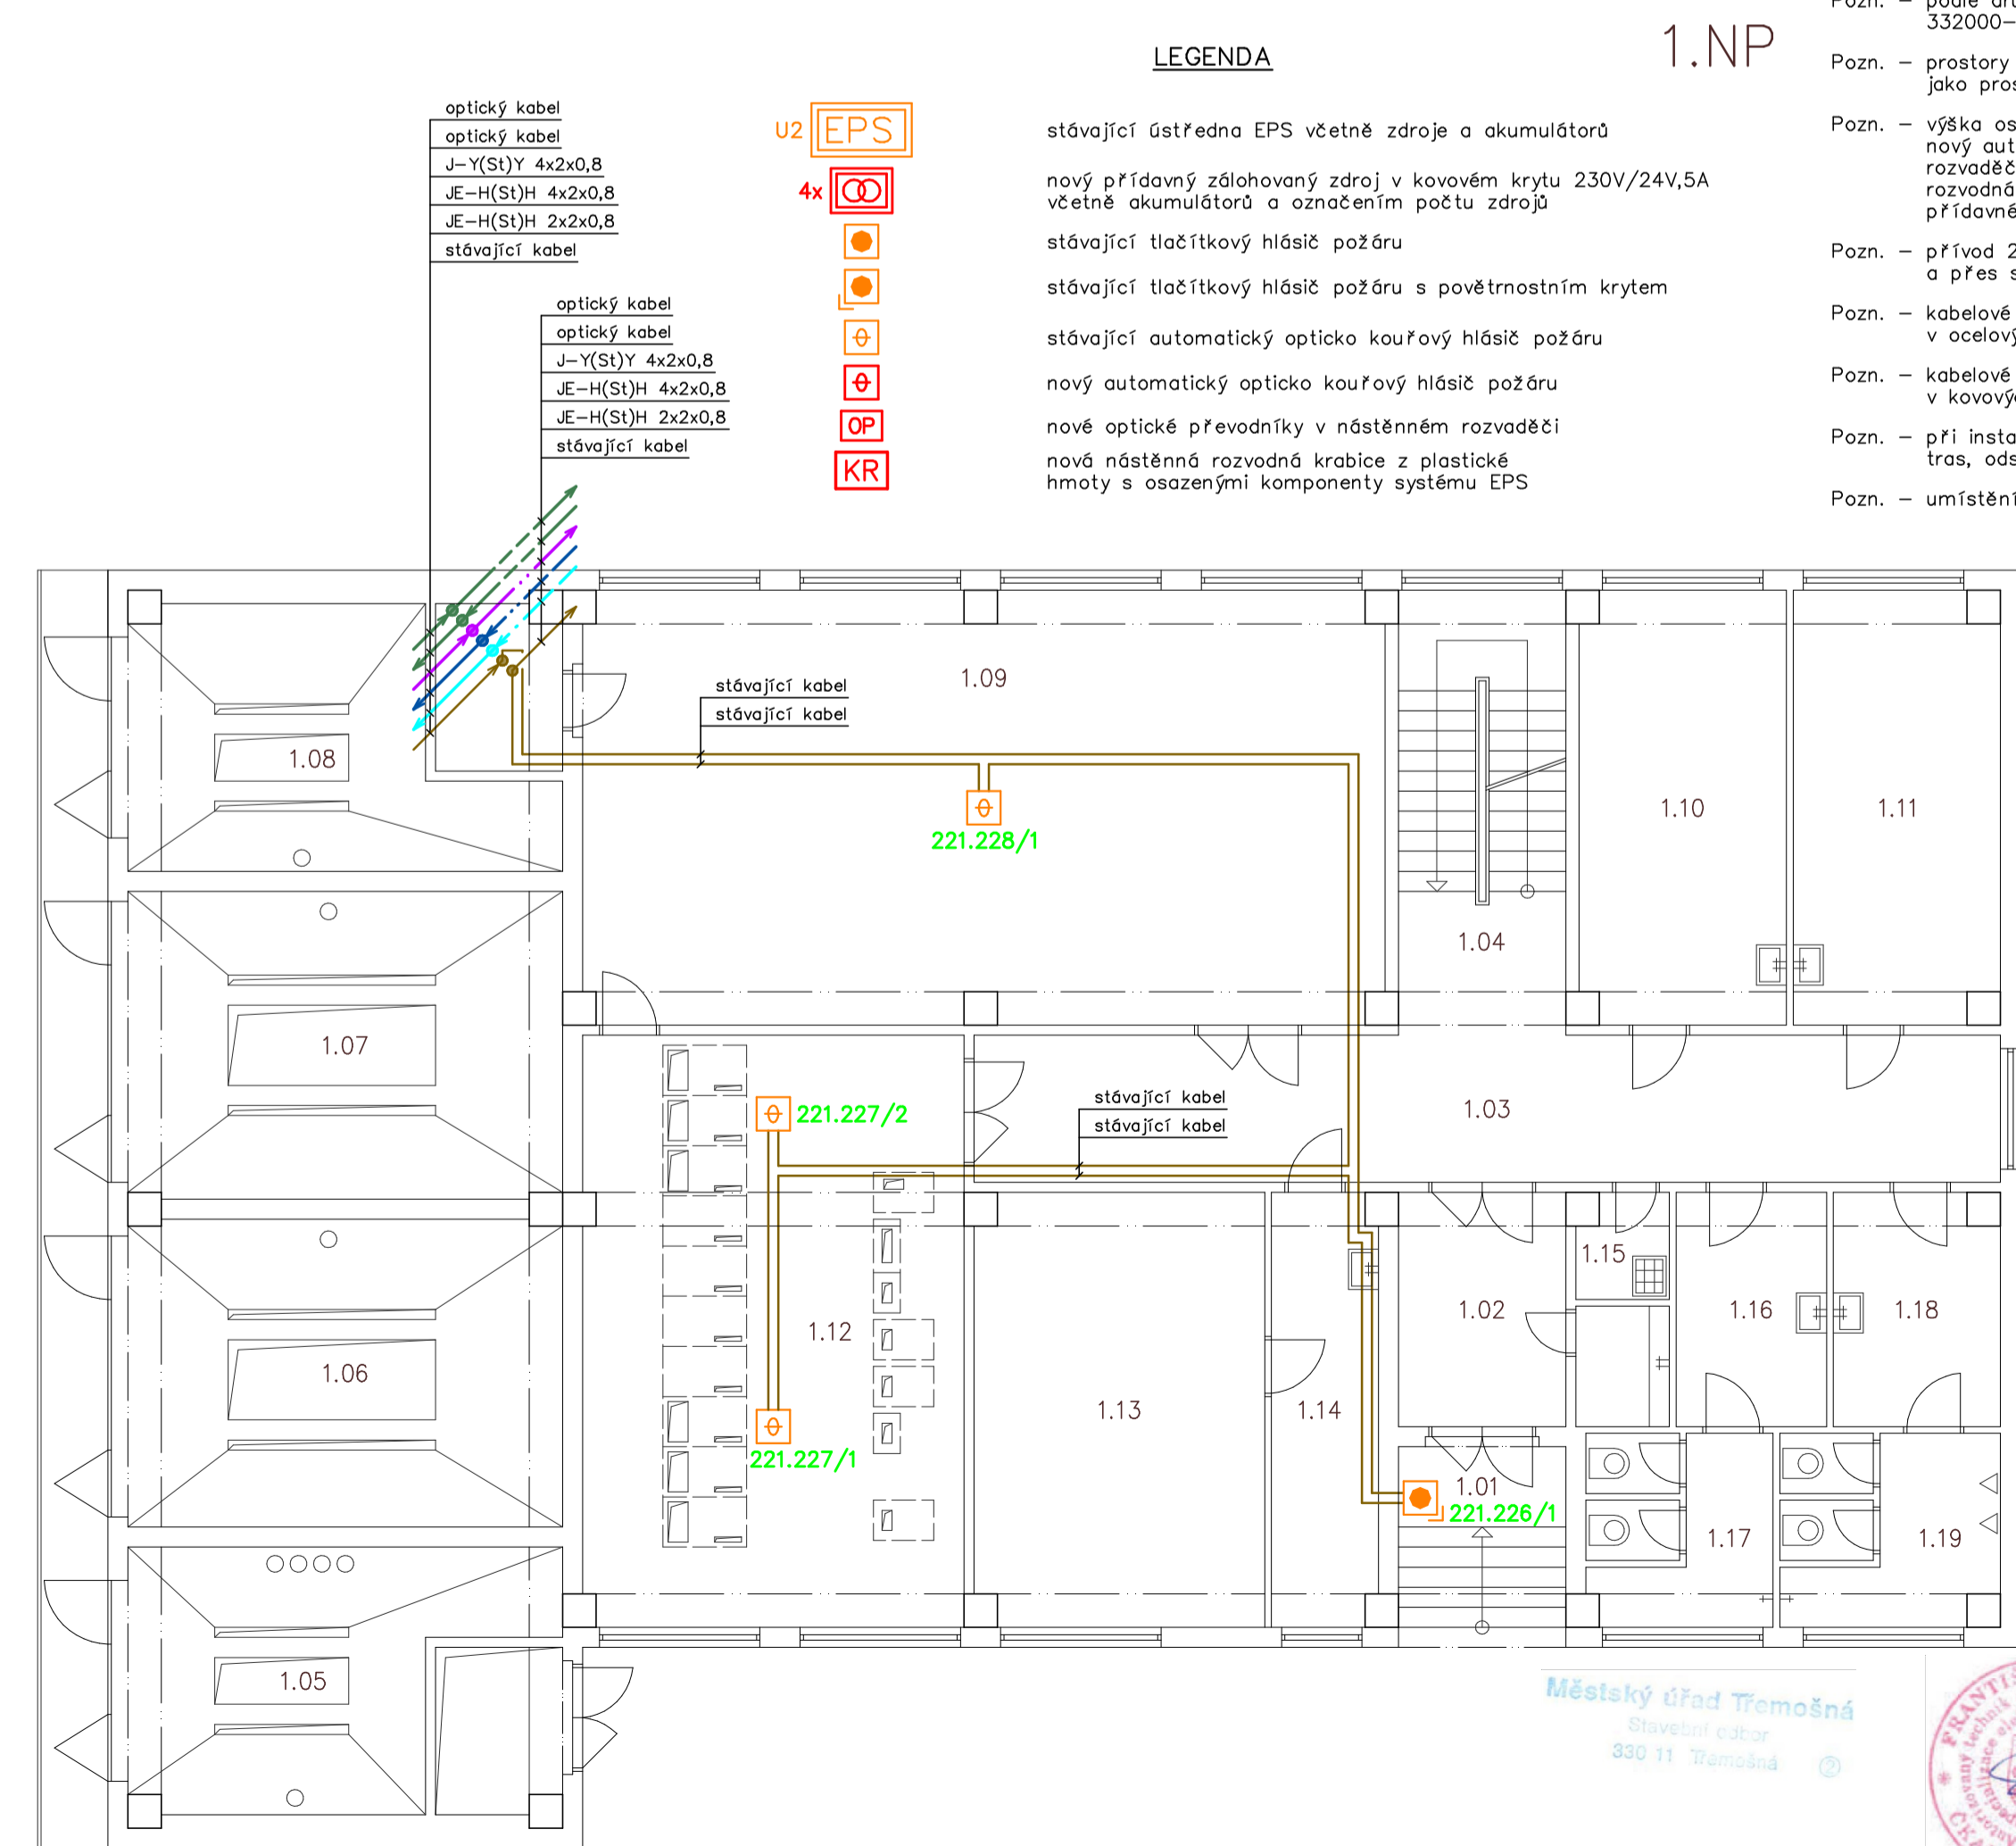 1.NP
LEGENDA
U2 EPS
stávající ústředna EPS včetně zdroje a akumulátorů
4x
nový přídavný zálohovaný zdroj v kovovém krytu 230V/24V,5A
včetně akumulátorů a označením počtu zdrojů
stávající tlačítkový hlásič požáru
stávající tlačítkový hlásič požáru s povětrnostním krytem
stávající automatický opticko kouřový hlásič požáru
nový automatický opticko kouřový hlásič požáru
OP
nové optické převodníky v nástěnném rozvaděči
KR
nová nástěnná rozvodná krabice z plastické
hmoty s osazenými komponenty systému EPS
optický kabel
optický kabel
J-Y(St)Y 4x2x0,8
JE-H(St)H 4x2x0,8
JE-H(St)H 2x2x0,8
stávající kabel
optický kabel
optický kabel
J-Y(St)Y 4x2x0,8
JE-H(St)H 4x2x0,8
JE-H(St)H 2x2x0,8
stávající kabel
332000-
Pozn. - prostory
Pozn. - výška
přídavné
Pozn. - přívod
a přes
Pozn. - kabelové
Pozn. - kabelové
Pozn. - při
tras,
Pozn. - umístění
stávající kabel
stávající kabel
1.09
1.08
221.228/1
1.10
1.11
1.04
1.07
221.227/2
stávající kabel
stávající kabel
1.03
1.15
1.02
1.16
1.18
1.12
1.06
1.13
1.14
221.227/1
1.01
221.226/1
1.17
1.19
1.05
Městský úřad Třemošná
Stavební odbor
330 11 Třemošná
2